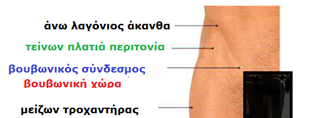 άνω λαγόνιος άκανθα
τείνων πλατιά περιτονία
βουβωνικός σύνδεσμος
βουβωνική χώρα
μείζων τροχαντήρας